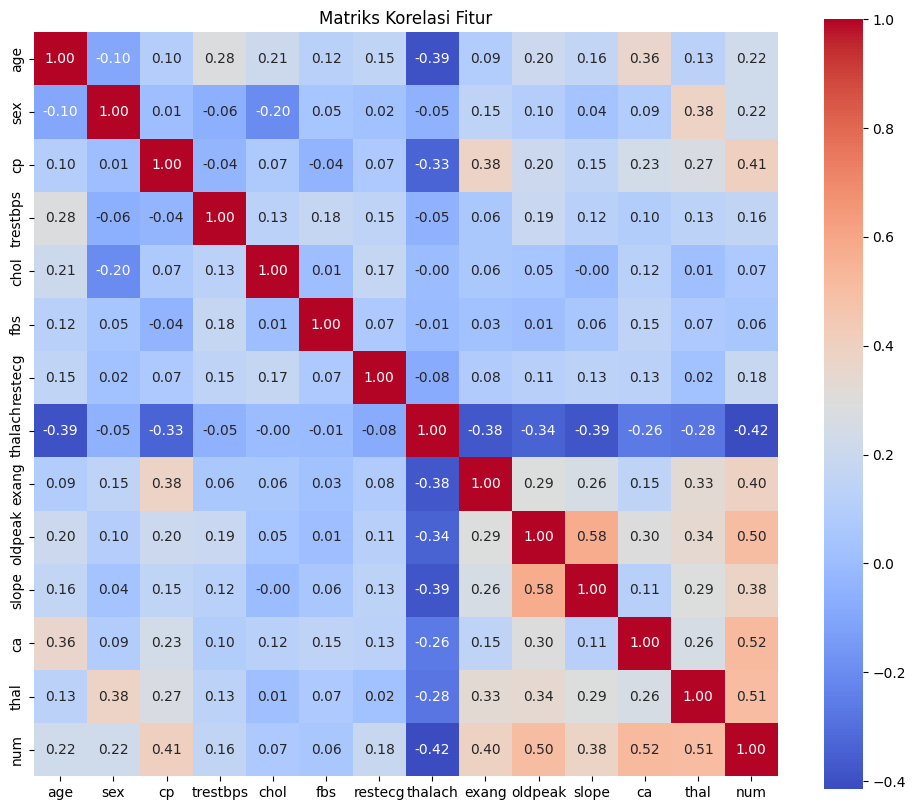 Matriks Korelasi Fitur
age 1.00 -0.10 0.10 0.28 0.21 0.12 0.15 -0.39 0.09 0.20 0.16 0.36 0.13 0.22
sex -0.10 1.00 0.01 -0.06 -0.20 0.05 0.02 -0.05 0.15 0.10 0.04 0.09 0.38 0.22
cp 0.10 0.01 1.00 -0.04 0.07 -0.04 0.07 -0.33 0.38 0.20 0.15 0.23 0.27 0.41
trestbps 0.28 -0.06 -0.04 1.00 0.13 0.18 0.15 -0.05 0.06 0.19 0.12 0.10 0.13 0.16
chol 0.21 -0.20 0.07 0.13 1.00 0.01 0.17 -0.00 0.06 0.05 -0.00 0.12 0.01 0.07
fbs 0.12 0.05 -0.04 0.18 0.01 1.00 0.07 -0.01 0.03 0.01 0.06 0.15 0.07 0.06
restecg 0.15 0.02 0.07 0.15 0.17 0.07 1.00 -0.08 0.08 0.11 0.13 0.13 0.02 0.18
thalach -0.39 -0.05 -0.33 -0.05 -0.00 -0.01 -0.08 1.00 -0.38 -0.34 -0.39 -0.26 -0.28 -0.42
exang 0.09 0.15 0.38 0.06 0.06 0.03 0.08 -0.38 1.00 0.29 0.26 0.15 0.33 0.40
oldpeak 0.20 0.10 0.20 0.19 0.05 0.01 0.11 -0.34 0.29 1.00 0.58 0.30 0.34 0.50
slope 0.16 0.04 0.15 0.12 -0.00 0.06 0.13 -0.39 0.26 0.58 1.00 0.11 0.29 0.38
ca 0.36 0.09 0.23 0.10 0.12 0.15 0.13 -0.26 0.15 0.30 0.11 1.00 0.26 0.52
thal 0.13 0.38 0.27 0.13 0.01 0.07 0.02 -0.28 0.33 0.34 0.29 0.26 1.00 0.51
num 0.22 0.22 0.41 0.16 0.07 0.06 0.18 -0.42 0.40 0.50 0.38 0.52 0.51 1.00
age sex cp trestbps chol fbs restecg thalach exang oldpeak slope ca thal num
1.0
0.8
0.6
0.4
0.2
0.0
−0.2
−0.4